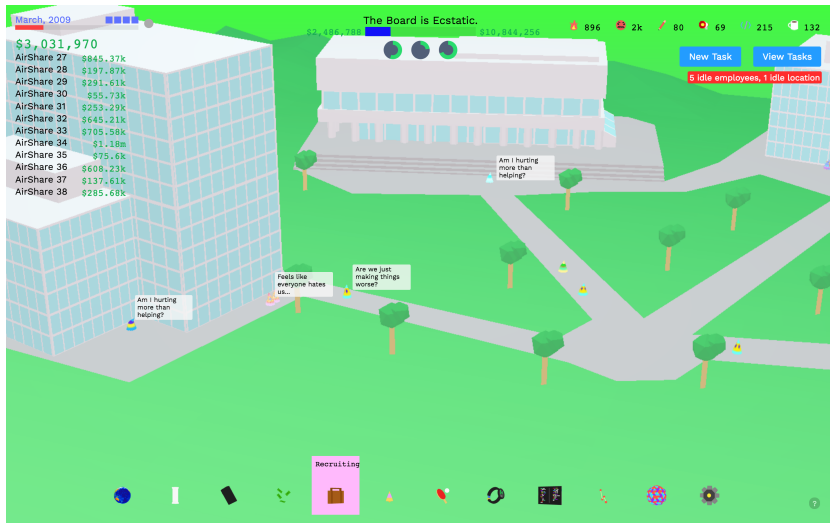 March, 2009
The Board is Ecstatic.
$2,486,788
$10,844,256
896
2k
80
69
215
132
$3,031,970
New Task
View Tasks
5 idle employees, 1 idle location
AirShare 27 $845.37k
AirShare 28 $197.87k
AirShare 29 $291.61k
AirShare 30 $55.73k
AirShare 31 $253.29k
AirShare 32 $645.21k
AirShare 33 $705.58k
AirShare 34 $1.18m
AirShare 35 $75.6k
AirShare 36 $608.23k
AirShare 37 $137.61k
AirShare 38 $285.68k
Am I hurting
more than
helping?
Feels like
everyone hates
us...
Are we just
making things
worse?
Am I hurting
more than
helping?
Recruiting
?